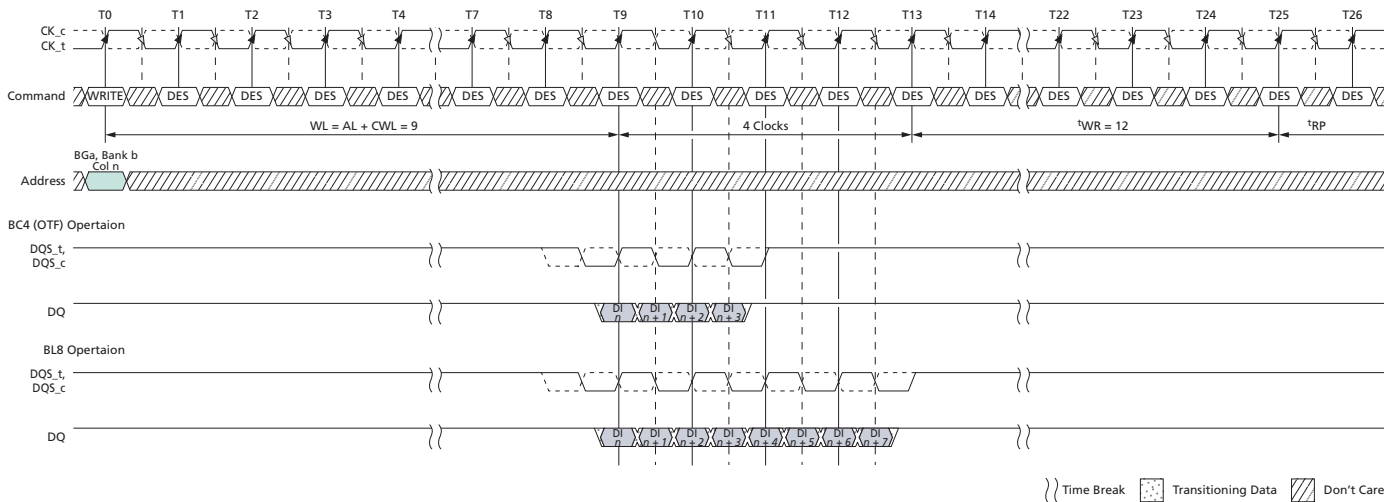 T0 T1 T2 T3 T4 T7 T8 T9 T10 T11 T12 T13 T14 T22 T23 T24 T25 T26
CK_c
CK_t
Command WRITE DES DES DES DES DES DES DES DES DES DES DES DES DES DES DES DES DES
WL = AL + CWL = 9 4 Clocks tWR = 12 tRP
BGa, Bank b
Col n
Address
BC4 (OTF) Opertaion
DQS_t,
DQS_c
DQ DI n DI n + 1 DI n + 2 DI n + 3
BL8 Opertaion
DQS_t,
DQS_c
DQ DI n DI n + 1 DI n + 2 DI n + 3 DI n + 4 DI n + 5 DI n + 6 DI n + 7
Time Break Transitioning Data Don't Care